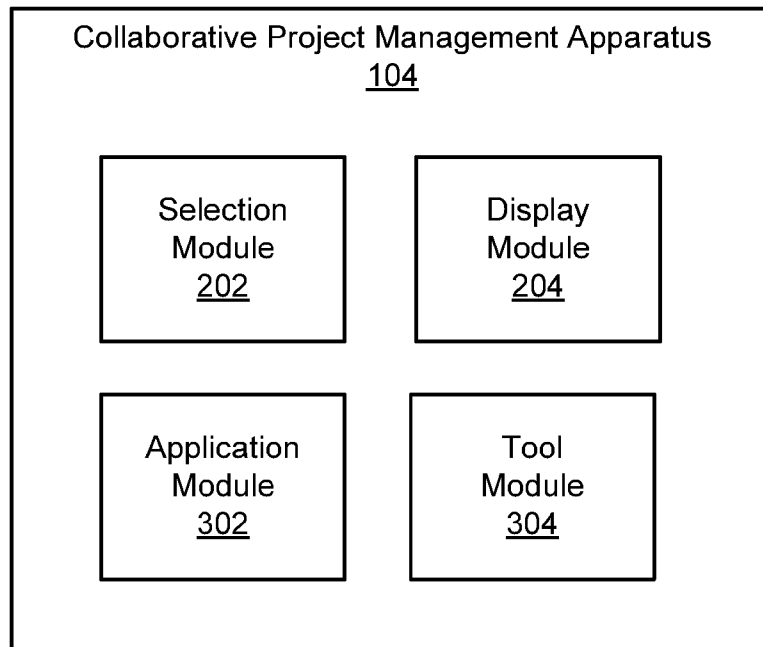 Collaborative Project Management Apparatus
104
Selection
Module
202
Display
Module
204
Application
Module
302
Tool
Module
304